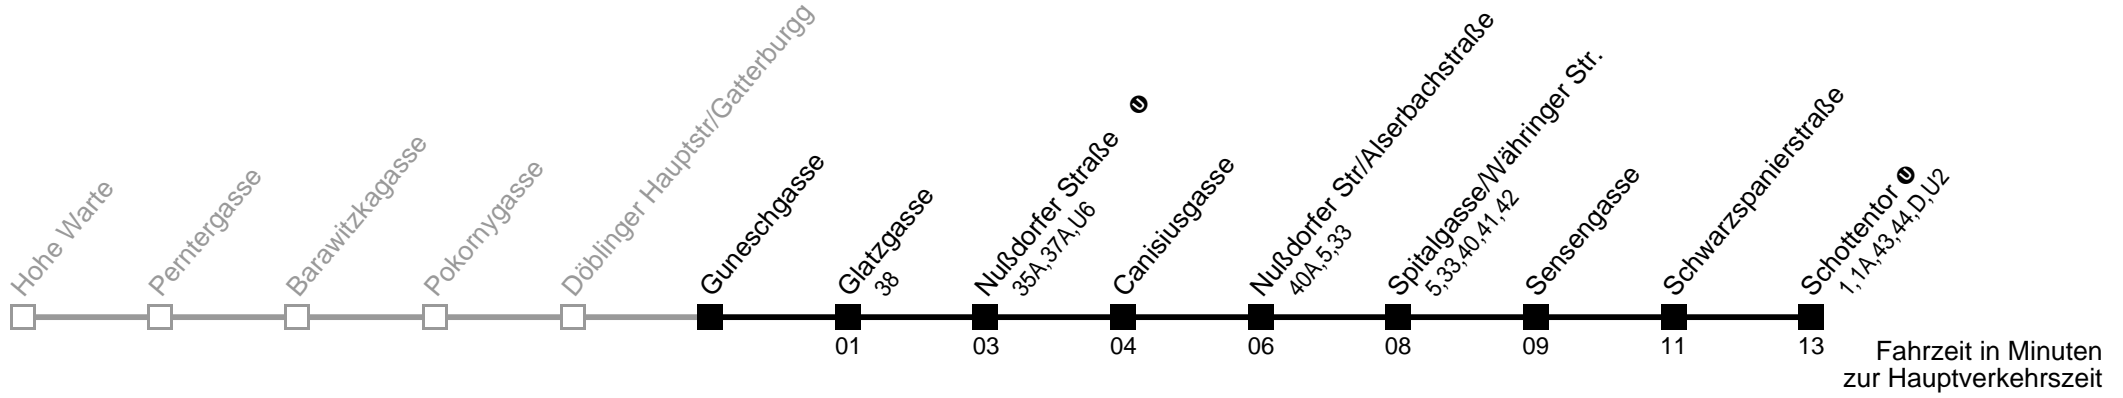 Hohe Warte
Perntergasse
Barawitzkagasse
Pokornygasse
Döblinger Hauptstr/Gatterburgg
Guneschgasse
Glatzgasse
38
Nußdorfer Straße U
35A,37A,U6
Canisiusgasse
Nußdorfer Str/Alserbachstraße
40A,5,33
Spitalgasse/Währinger Str.
5,33,40,41,42
Sensengasse
Schwarzspanierstraße
Schottentor U
1,1A,43,44,D,U2
01
03
04
06
08
09
11
13
Fahrzeit in Minuten
zur Hauptverkehrszeit